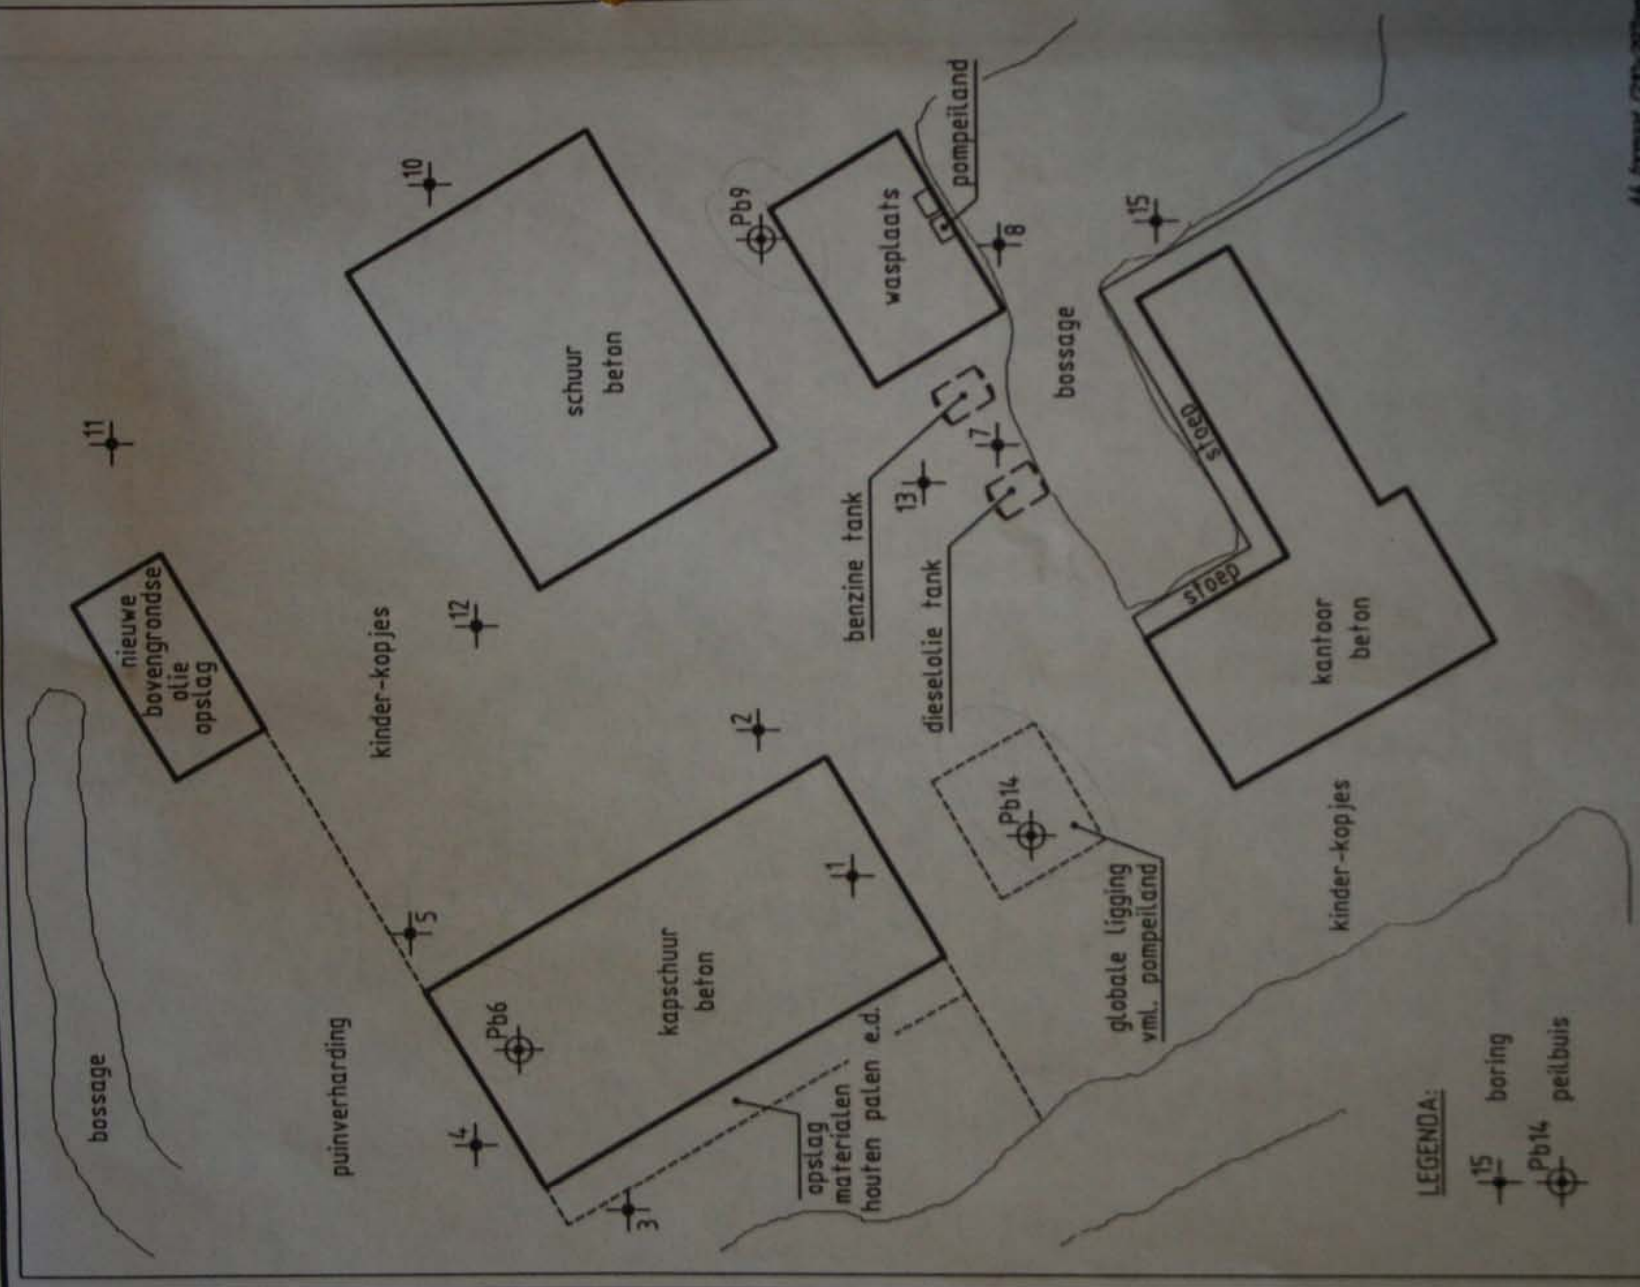 bossage
11
nieuwe
bovengrondse
olie
opslag
puinverharding
kinder-kopjes
10
5
4
12
Pb6
schuur
beton
3
kapschuur
beton
Pb9
2
opslag
materialen
houten palen e.d.
1
benzine tank
wasplaats
13
dieselolie tank
pompeiland
7
Pb14
8
bossage
globale ligging
vml. pompeiland
15
stoep
stoep
kantoor
beton
kinder-kopjes
LEGENDA:
15 boring
Pb14 peilbuis